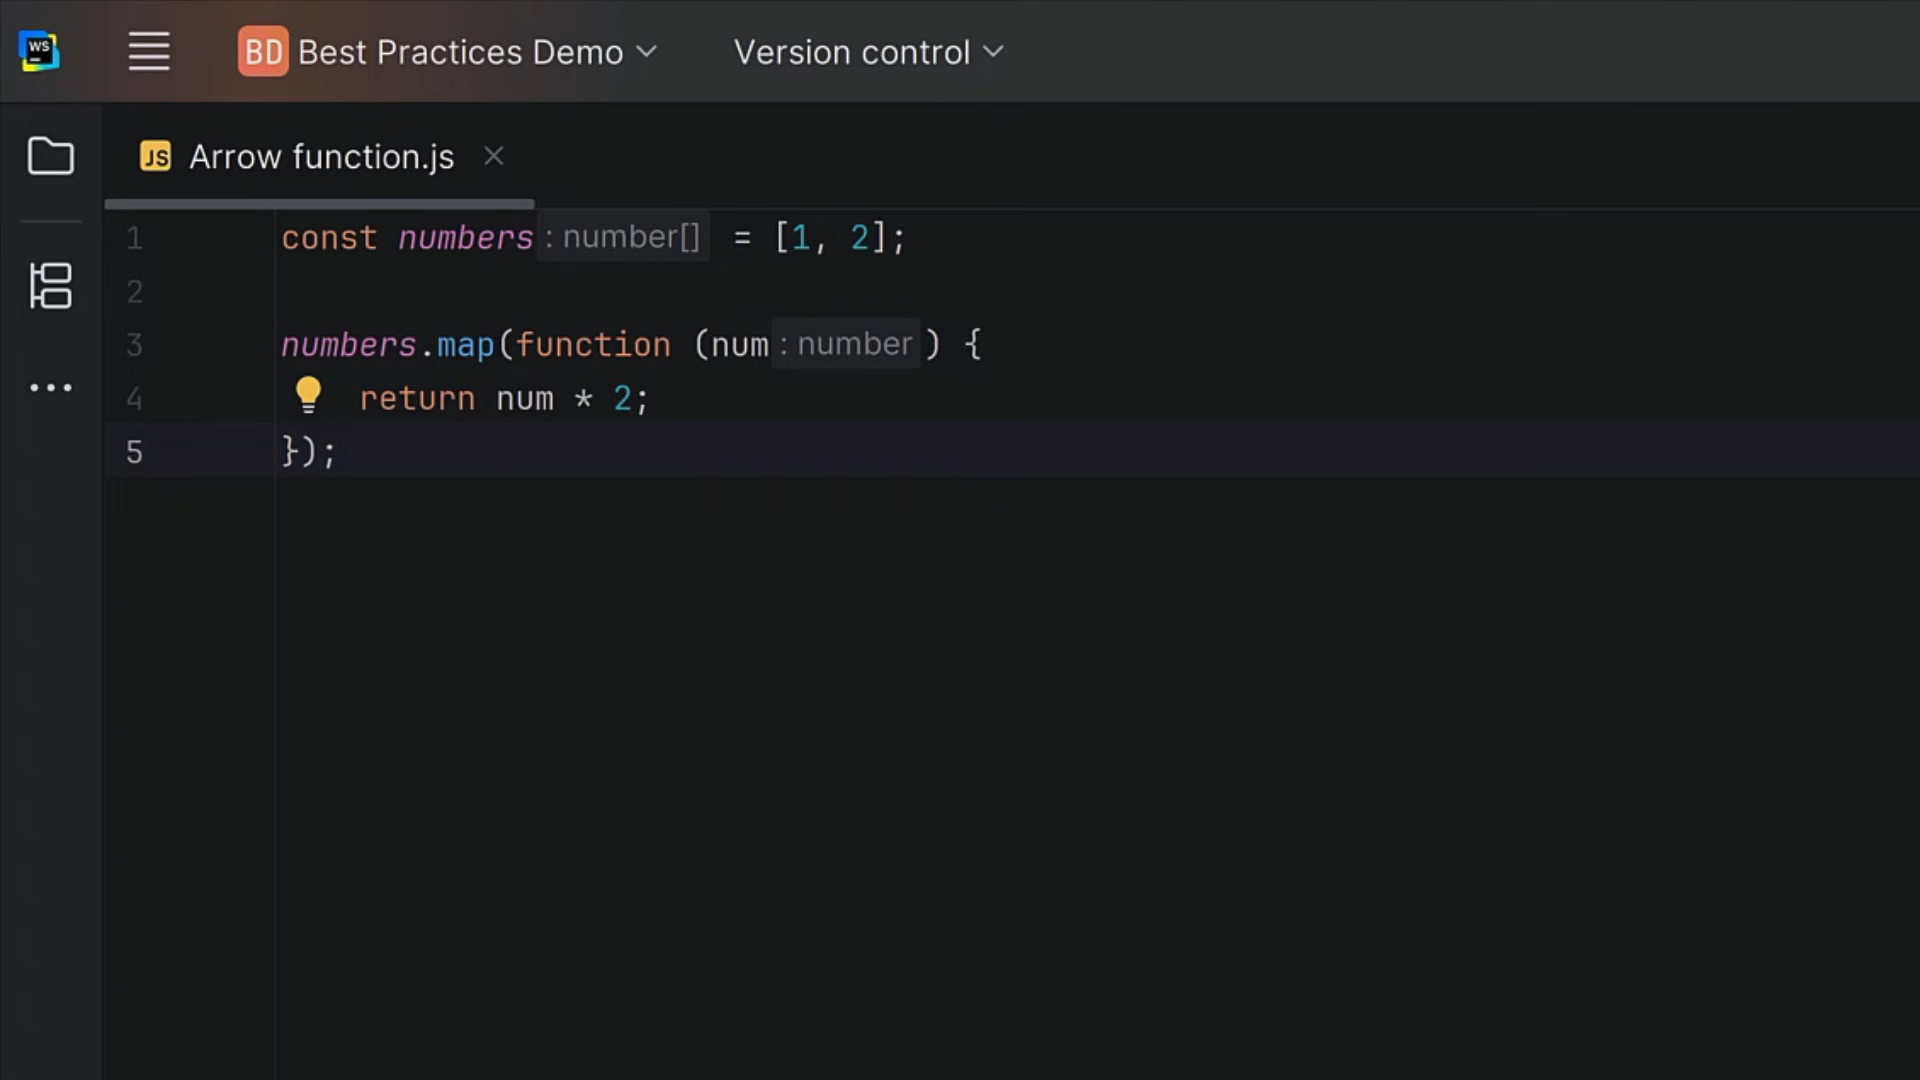 WS
BD Best Practices Demo Version control
JS Arrow function.js
1 const numbers : number[] = [1, 2];
2
3 numbers.map(function (num : number ) {
4 return num * 2;
5 });